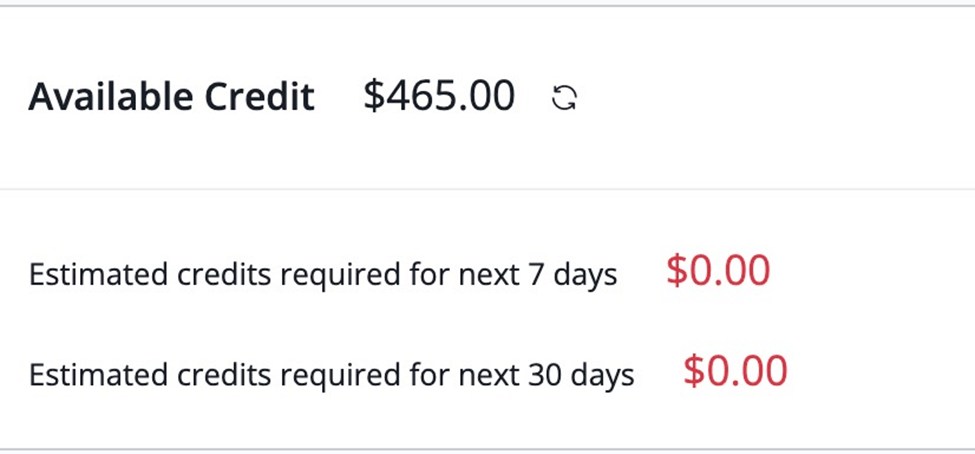 Available Credit $465.00
Estimated credits required for next 7 days $0.00
Estimated credits required for next 30 days $0.00